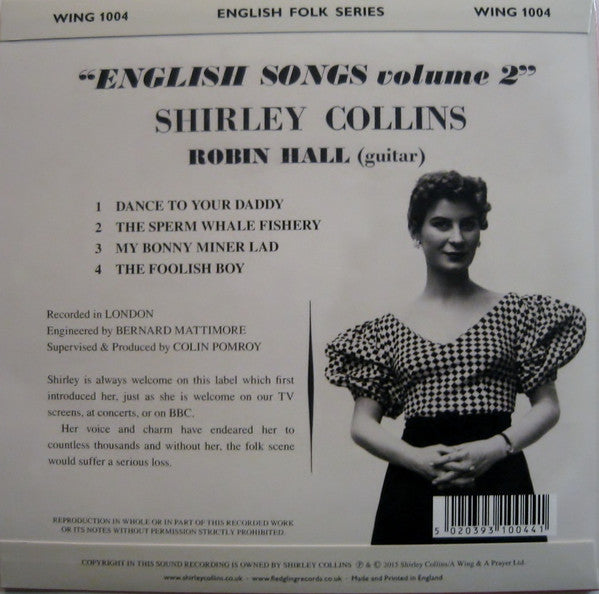 WING 1004 ENGLISH FOLK SERIES WING 1004
“ENGLISH SONGS volume 2”
SHIRLEY COLLINS
ROBIN HALL (guitar)
1 DANCE TO YOUR DADDY
2 THE SPERM WHALE FISHERY
3 MY BONNY MINER LAD
4 THE FOOLISH BOY
Recorded in LONDON
Engineered by BERNARD MATTIMORE
Supervised & Produced by COLIN POMROY
Shirley is always welcome on this label which first
introduced her, just as she is welcome on our TV
screens, at concerts, or on BBC.
Her voice and charm have endeared her to
countless thousands and without her, the folk scene
would suffer a serious loss.
REPRODUCTION IN WHOLE OR IN PART OF THIS RECORDED WORK
OR ITS NOTES WITHOUT PERMISSION STRICTLY PROHIBITED.
5 020393 100441
COPYRIGHT IN THIS SOUND RECORDING IS OWNED BY SHIRLEY COLLINS ℗ & © 2015 Shirley Collins/A Wing & A Prayer Ltd.
www.shirleycollins.co.uk · www.fledglingrecords.co.uk · Made and Printed in England